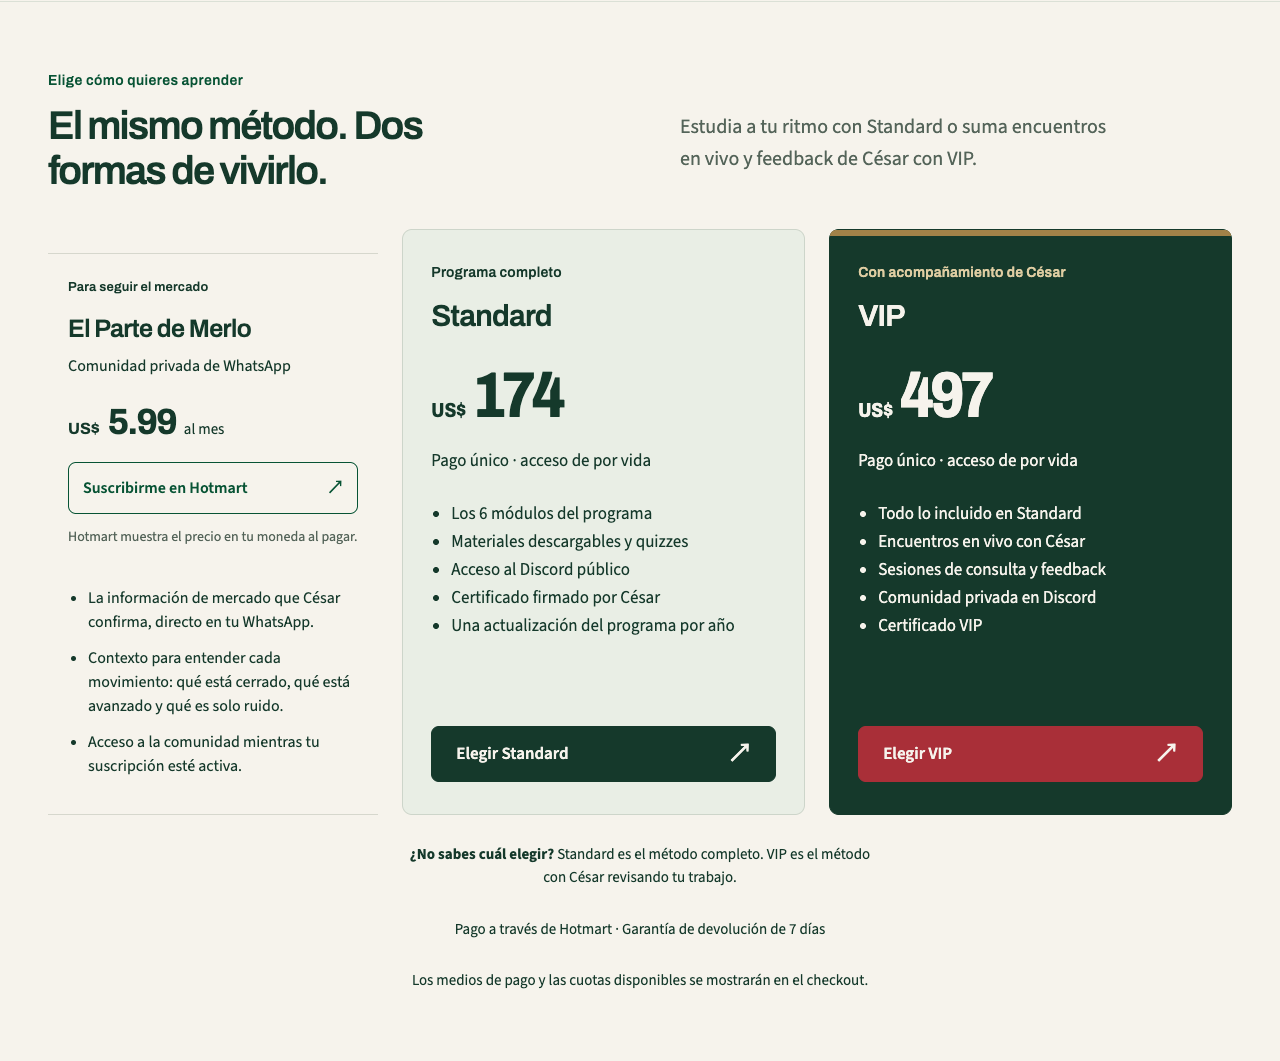 Elige cómo quieres aprender
El mismo método. Dos
formas de vivirlo.
Estudia a tu ritmo con Standard o suma encuentros
en vivo y feedback de César con VIP.
Para seguir el mercado
El Parte de Merlo
Comunidad privada de WhatsApp
US$ 5.99 al mes
Suscribirme en Hotmart ↗
Hotmart muestra el precio en tu moneda al pagar.
• La información de mercado que César
confirma, directo en tu WhatsApp.
• Contexto para entender cada
movimiento: qué está cerrado, qué está
avanzado y qué es solo ruido.
• Acceso a la comunidad mientras tu
suscripción esté activa.
Programa completo
Standard
US$ 174
Pago único · acceso de por vida
• Los 6 módulos del programa
• Materiales descargables y quizzes
• Acceso al Discord público
• Certificado firmado por César
• Una actualización del programa por año
Elegir Standard ↗
Con acompañamiento de César
VIP
US$ 497
Pago único · acceso de por vida
• Todo lo incluido en Standard
• Encuentros en vivo con César
• Sesiones de consulta y feedback
• Comunidad privada en Discord
• Certificado VIP
Elegir VIP ↗
¿No sabes cuál elegir? Standard es el método completo. VIP es el método
con César revisando tu trabajo.
Pago a través de Hotmart · Garantía de devolución de 7 días
Los medios de pago y las cuotas disponibles se mostrarán en el checkout.